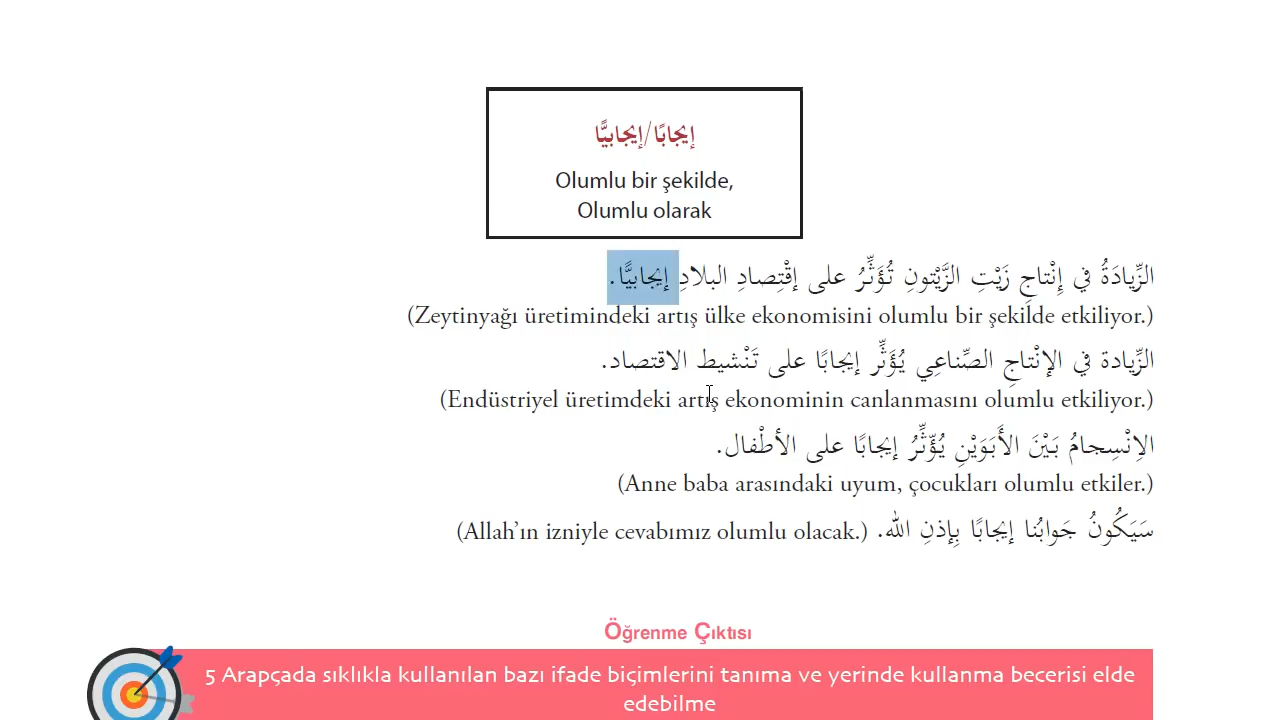 إيجابًا/إيجابيًّا
Olumlu bir şekilde,
Olumlu olarak
الزِّيادَةُ في إِنْتاجِ زَيْتِ الزَّيْتونِ تُؤَثِّرُ على إقْتِصادِ البلادِ إيجابيًّا.
(Zeytinyağı üretimindeki artış ülke ekonomisini olumlu bir şekilde etkiliyor.)
الزِّيادة في الإنْتاجِ الصِّناعِي يُؤَثِّر إيجابًا على تَنْشيط الاقتصاد.
(Endüstriyel üretimdeki artış ekonominin canlanmasını olumlu etkiliyor.)
الاِنْسِجامُ بَيْنَ الأَبَوَيْنِ يُؤّثِّرُ إيجابًا على الأطْفال.
(Anne baba arasındaki uyum, çocukları olumlu etkiler.)
سَيَكُونُ جَوابُنا إيجابًا بِإذنِ الله. (Allah’ın izniyle cevabımız olumlu olacak.)
Öğrenme Çıktısı
5 Arapçada sıklıkla kullanılan bazı ifade biçimlerini tanıma ve yerinde kullanma becerisi elde
edebilme